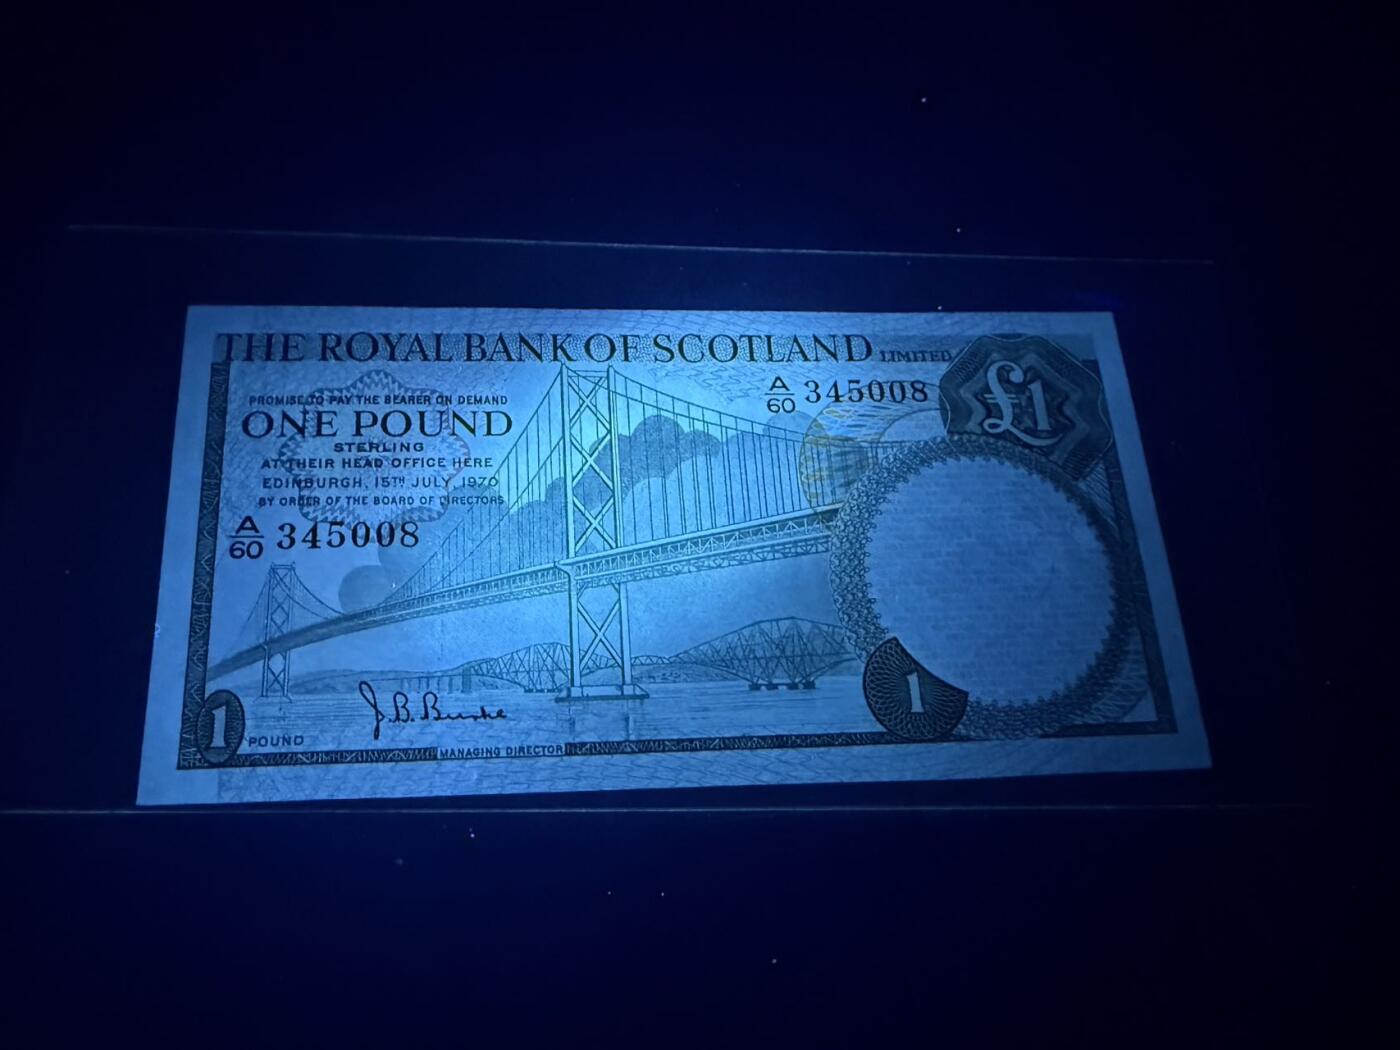 THE ROYAL BANK OF SCOTLAND LIMITED
£1
A/60 345008
PROMISE TO PAY THE BEARER ON DEMAND
ONE POUND
STERLING
AT THEIR HEAD OFFICE HERE
EDINBURGH, 15TH JULY, 1970
BY ORDER OF THE BOARD OF DIRECTORS
A/60 345008
J. B. Burke
1 POUND
MANAGING DIRECTOR
1